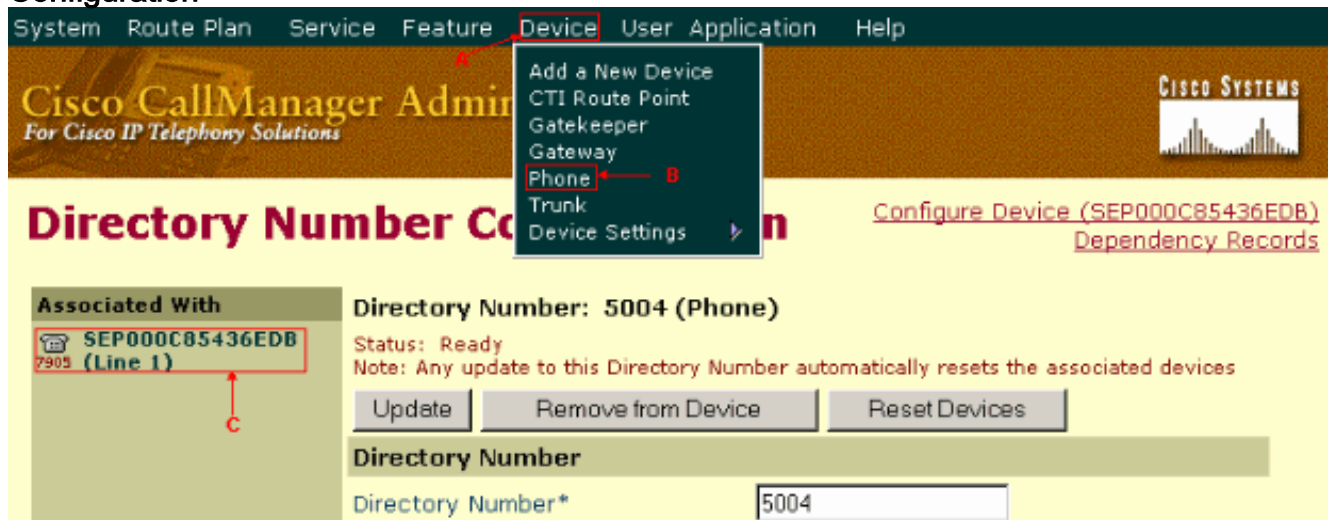 System Route Plan Service Feature Device User Application Help
A
Cisco CallManager Admin
For Cisco IP Telephony Solutions
Add a New Device
CTI Route Point
Gatekeeper
Gateway
Phone
B
Trunk
Device Settings
CISCO SYSTEMS
Directory Number Co n
Configure Device (SEP000C85436EDB)
Dependency Records
Associated With
SEP000C85436EDB
7905 (Line 1)
C
Directory Number: 5004 (Phone)
Status: Ready
Note: Any update to this Directory Number automatically resets the associated devices
Update Remove from Device Reset Devices
Directory Number
Directory Number* 5004